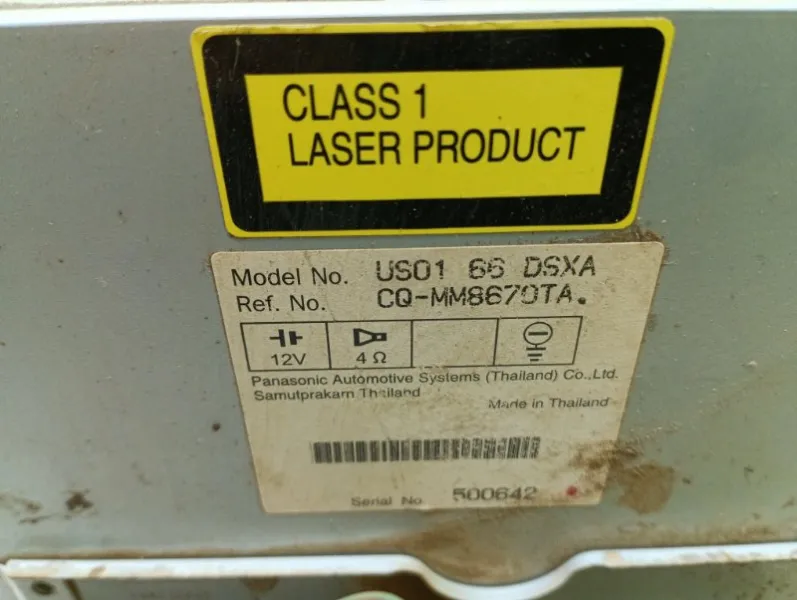 CLASS 1
LASER PRODUCT
Model No. US01 66 DSXA
Ref. No. CQ-MM8670TA.
12V 4 Ω
Panasonic Automotive Systems (Thailand) Co.,Ltd.
Samutprakarn Thailand
Made in Thailand
Serial No. 500642